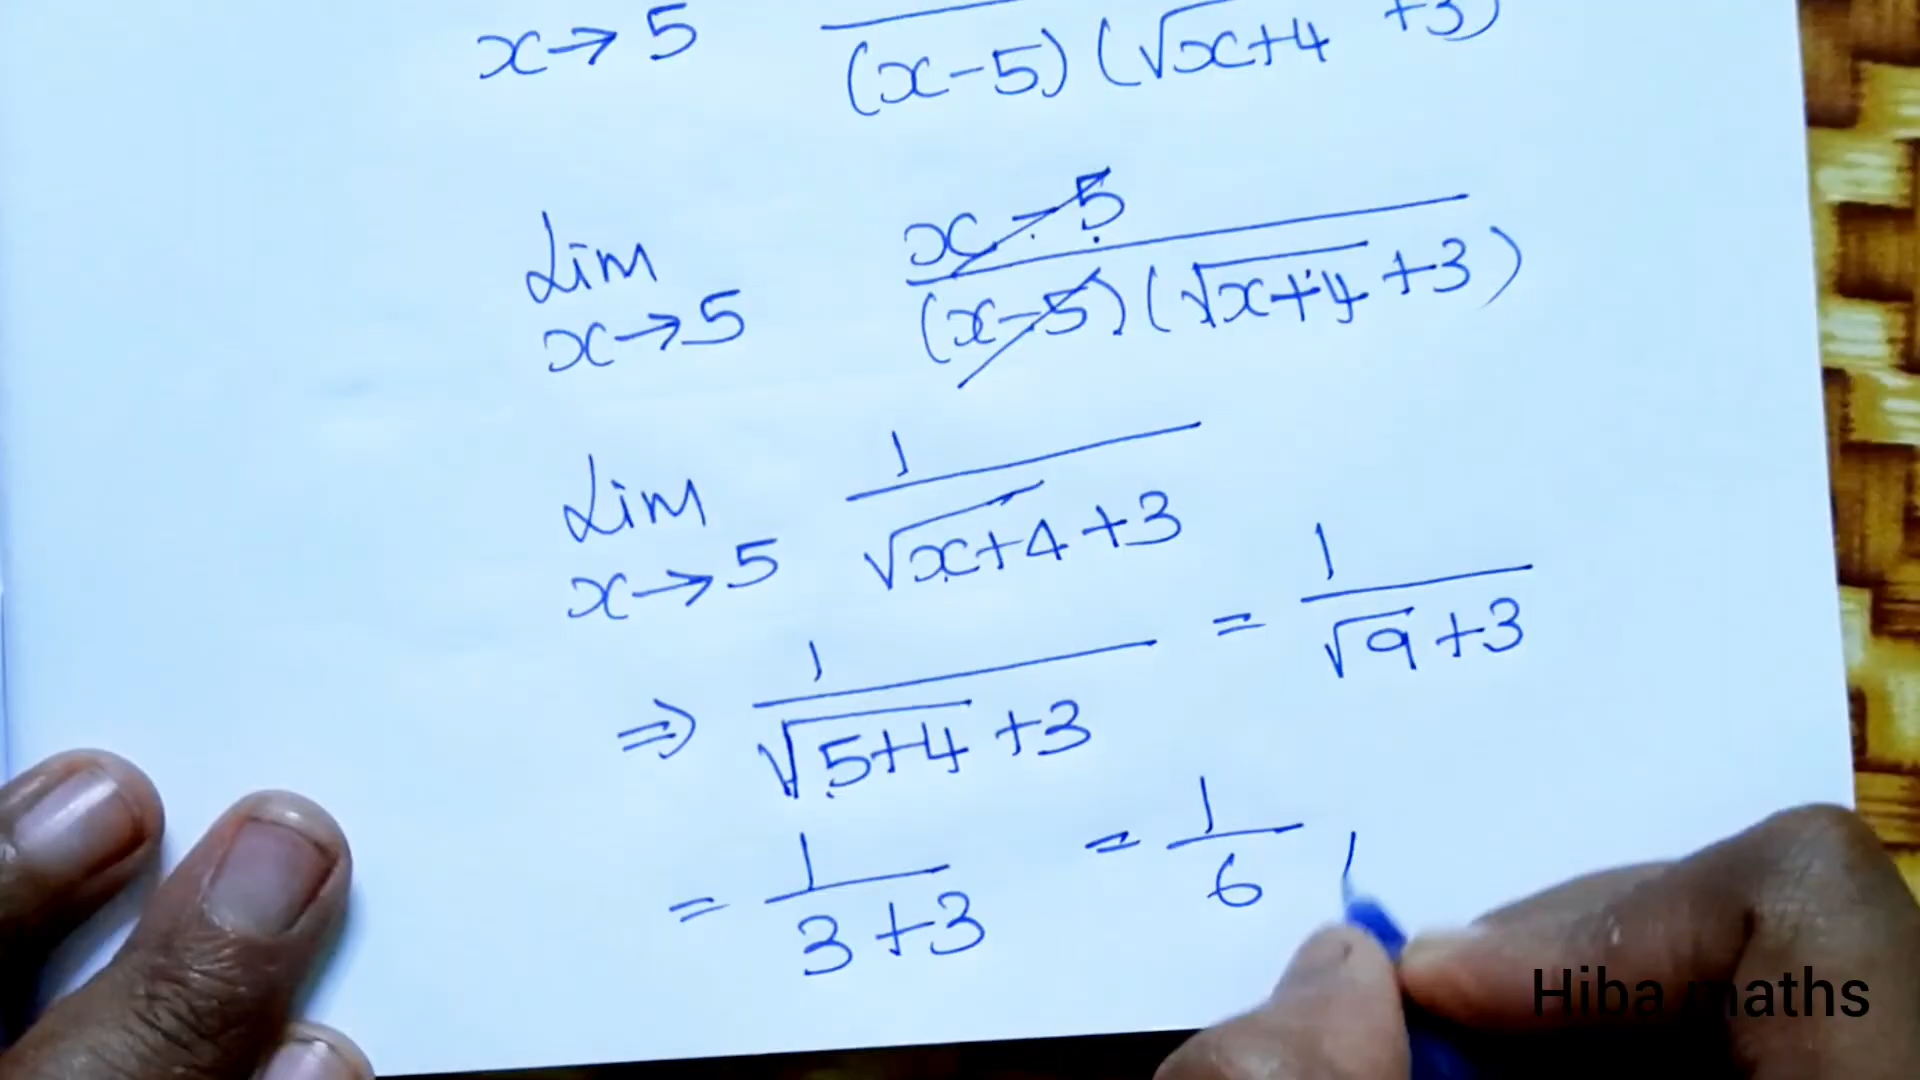 x→5 (x-5)(√x+4 +3)
Lim x→5 x-5 / (x-5)(√x+4 +3)
Lim x→5 1 / √x+4 +3
⇒ 1 / √5+4 +3 = 1 / √9 +3
= 1 / 3+3 = 1 / 6
Hiba maths